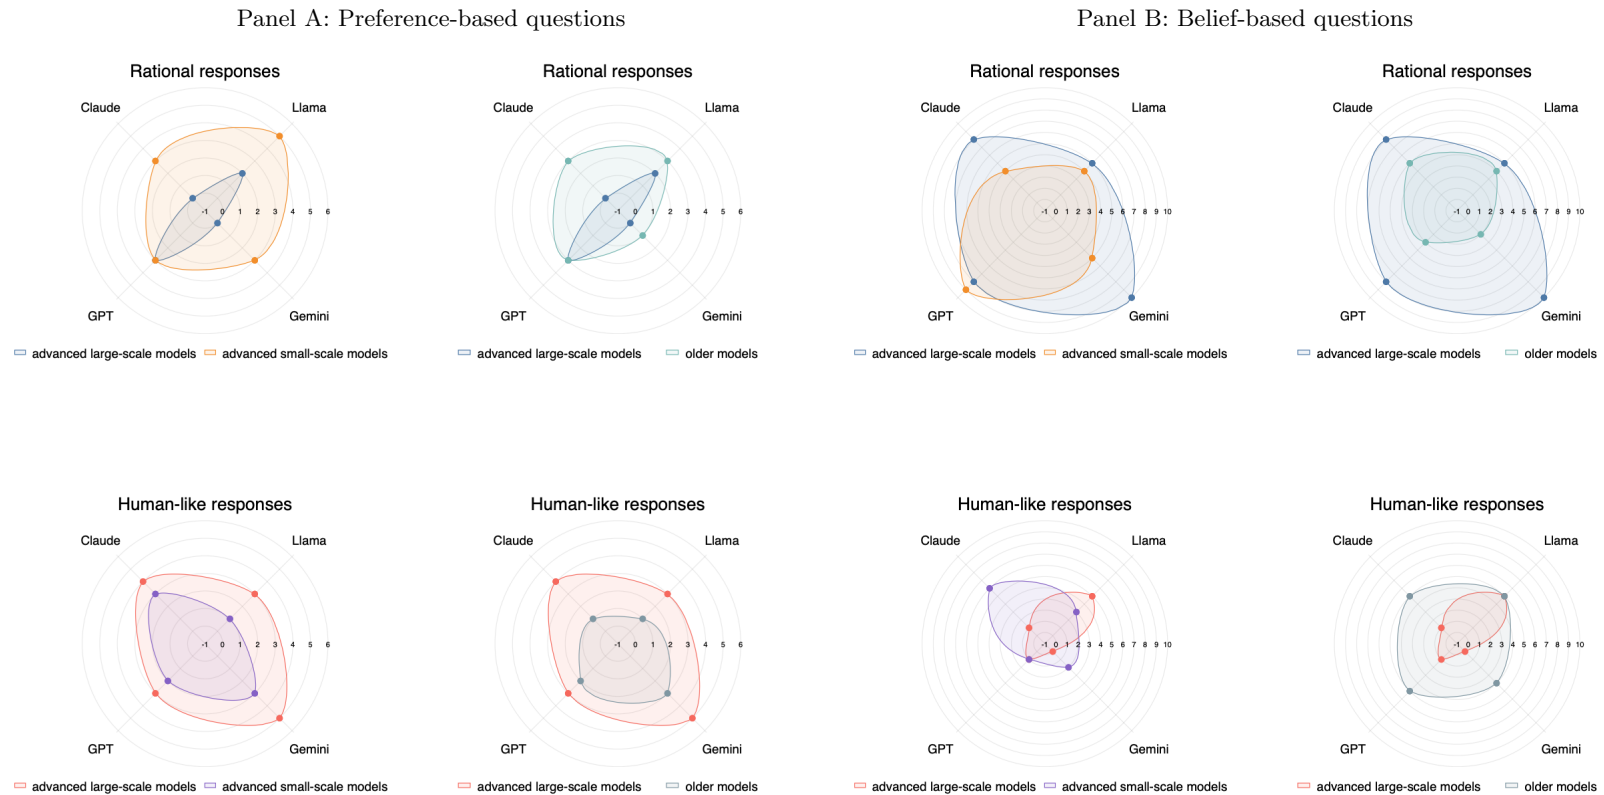 Panel A: Preference-based questions
Panel B: Belief-based questions
Rational responses
Claude
Llama
-1 0 1 2 3 4 5 6
GPT
Gemini
advanced large-scale models
advanced small-scale models
Rational responses
Claude
Llama
-1 0 1 2 3 4 5 6
GPT
Gemini
advanced large-scale models
older models
Rational responses
Claude
Llama
-1 0 1 2 3 4 5 6 7 8 9 10
GPT
Gemini
advanced large-scale models
advanced small-scale models
Rational responses
Claude
Llama
-1 0 1 2 3 4 5 6 7 8 9 10
GPT
Gemini
advanced large-scale models
older models
Human-like responses
Claude
Llama
-1 0 1 2 3 4 5 6
GPT
Gemini
advanced large-scale models
advanced small-scale models
Human-like responses
Claude
Llama
-1 0 1 2 3 4 5 6
GPT
Gemini
advanced large-scale models
older models
Human-like responses
Claude
Llama
-1 0 1 2 3 4 5 6 7 8 9 10
GPT
Gemini
advanced large-scale models
advanced small-scale models
Human-like responses
Claude
Llama
-1 0 1 2 3 4 5 6 7 8 9 10
GPT
Gemini
advanced large-scale models
older models